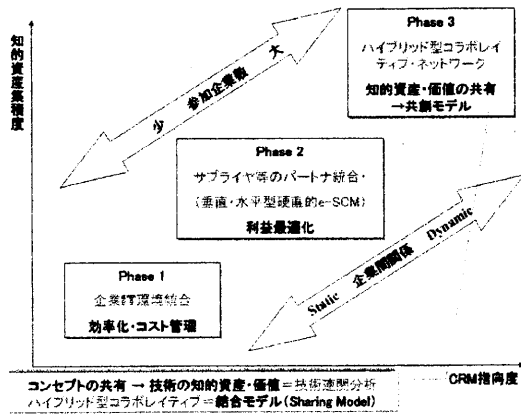 知的資産集積度
Phase 3
ハイブリッド型コラボレイ
ティブ・ネットワーク
知的資産・価値の共有
→共創モデル
少 参加企業数 大
Phase 2
サプライヤ等のパートナ統合・
(垂直・水平型硬直的e-SCM)
利益最適化
Static 企業間関係 Dynamic
Phase 1
企業環境統合
効率化・コスト管理
CRM指向度
コンセプトの共有 → 技術の知的資産・価値=技術連関分析
ハイブリッド型コラボレイティブ=結合モデル(Sharing Model)